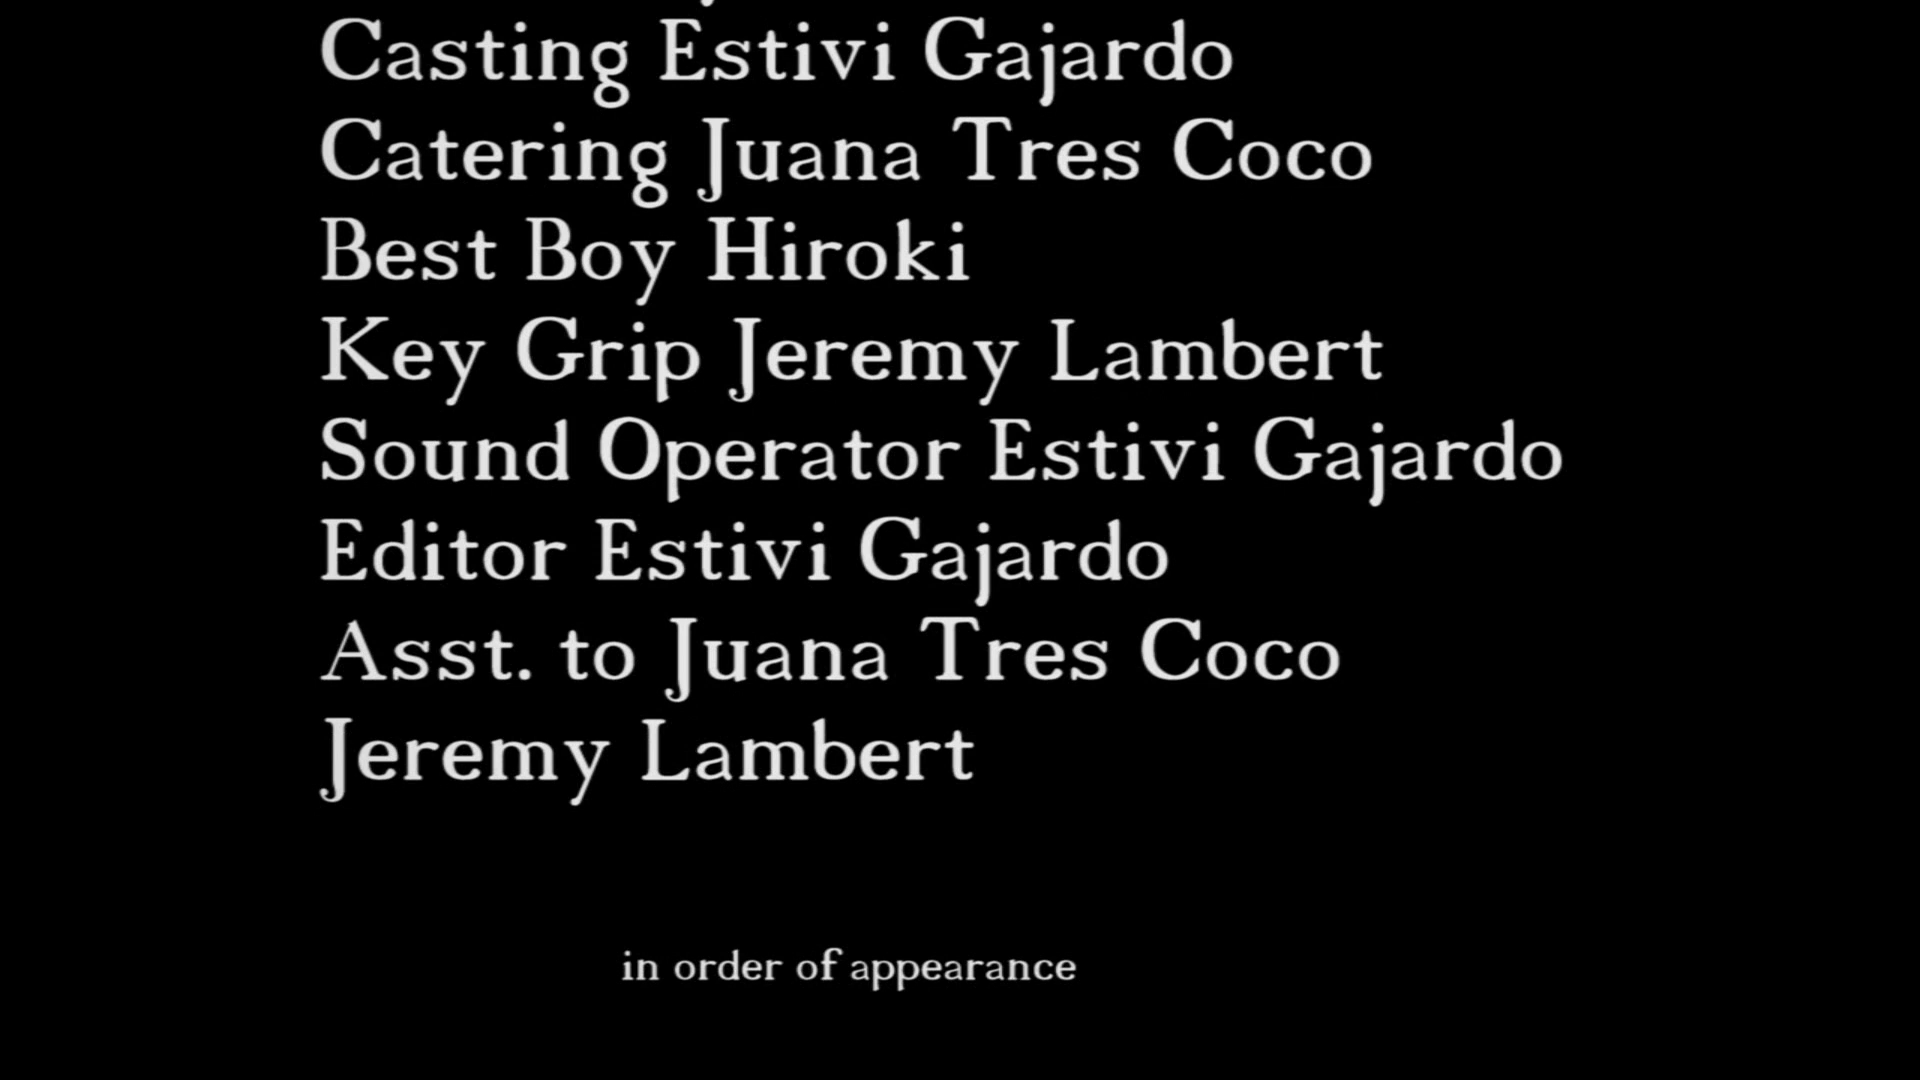 Casting Estivi Gajardo
Catering Juana Tres Coco
Best Boy Hiroki
Key Grip Jeremy Lambert
Sound Operator Estivi Gajardo
Editor Estivi Gajardo
Asst. to Juana Tres Coco
Jeremy Lambert
in order of appearance